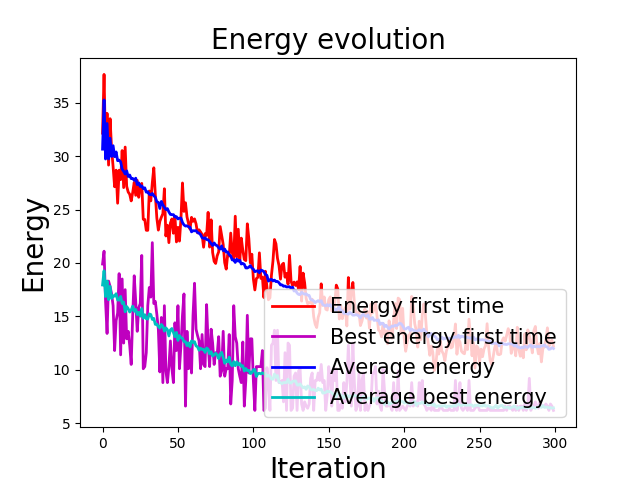 Energy evolution
Energy
35
30
25
20
15
10
5
Energy first time
Best energy first time
Average energy
Average best energy
0 50 100 150 200 250 300
Iteration